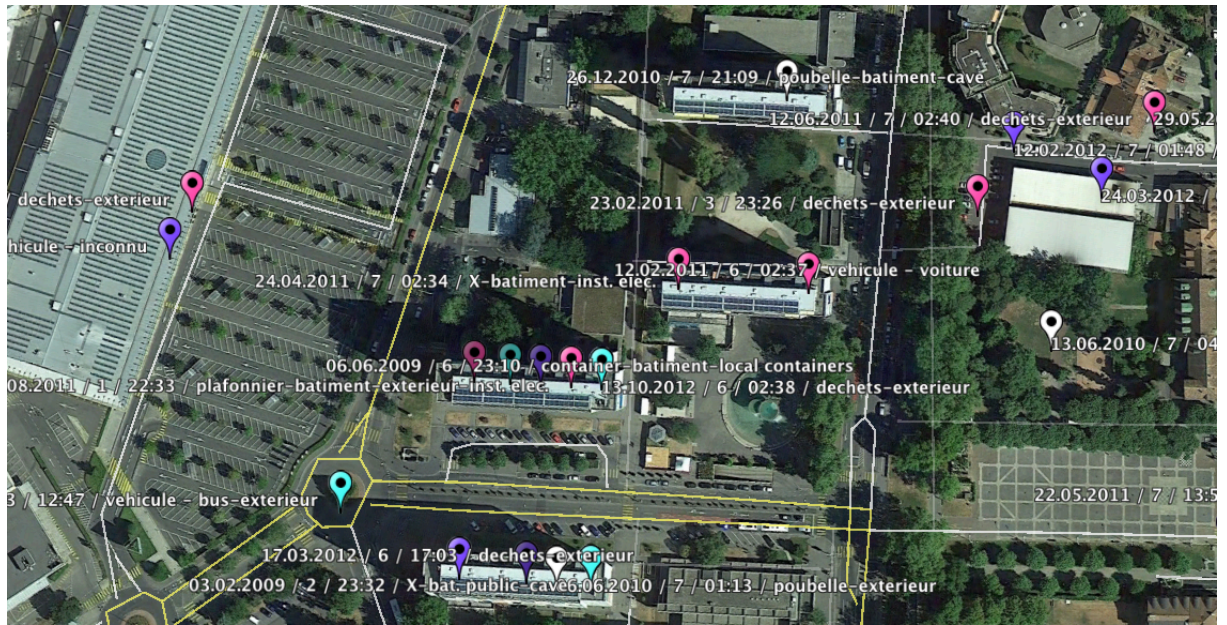 26.12.2010 / 7 / 21:09 / poubelle-batiment-cave
12.06.2011 / 7 / 02:40 / dechets-exterieur
29.05.2
12.02.2012 / 7 / 01:48 /
/ dechets-exterieur
23.02.2011 / 3 / 23:26 / dechets-exterieur
24.03.2012 /
hicule - inconnu
24.04.2011 / 7 / 02:34 / X-batiment-inst. elec.
12.02.2011 / 6 / 02:37 / vehicule - voiture
13.06.2010 / 7 / 04
06.06.2009 / 6 / 23:10 / container-batiment-local containers
08.2011 / 1 / 22:33 / plafonnier-batiment-exterieur-inst. elec.
13.10.2012 / 6 / 02:38 / dechets-exterieur
3 / 12:47 / vehicule - bus-exterieur
22.05.2011 / 7 / 13:5
17.03.2012 / 6 / 17:03 / dechets-exterieur
03.02.2009 / 2 / 23:32 / X-bat. public-cave
6.06.2010 / 7 / 01:13 / poubelle-exterieur